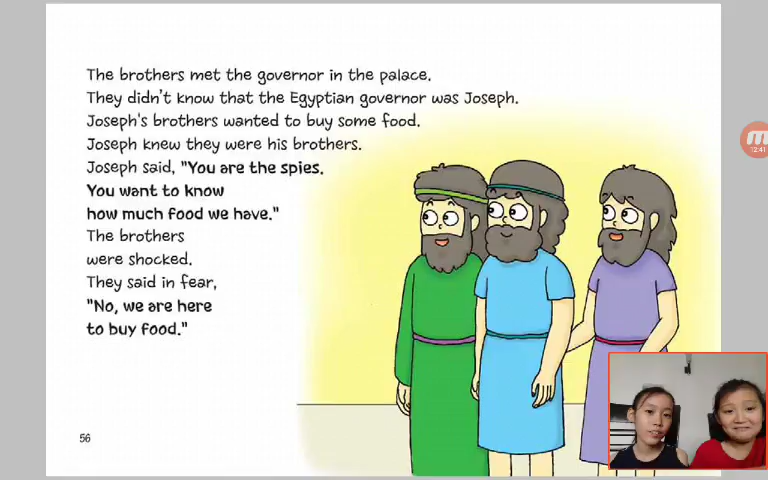 The brothers met the governor in the palace.
They didn't know that the Egyptian governor was Joseph.
Joseph's brothers wanted to buy some food.
Joseph knew they were his brothers.
Joseph said, "You are the spies.
You want to know
how much food we have."
The brothers
were shocked.
They said in fear,
"No, we are here
to buy food."
56
M
12:41